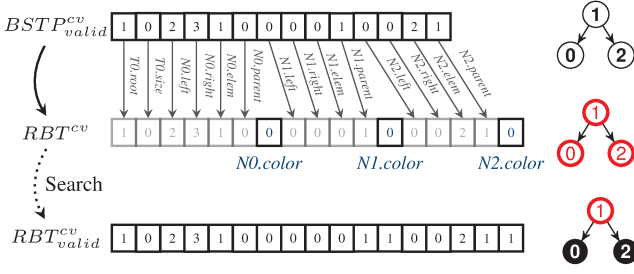 BSTP^{cv}_{valid} 1 0 2 3 1 0 0 0 0 1 0 0 2 1
1
0 2
T0.root T0.size N0.left N0.right N0.elem N0.parent N1.left N1.right N1.elem N1.parent N2.left N2.right N2.elem N2.parent
RBT^{cv} 1 0 2 3 1 0 0 0 0 0 1 0 0 0 2 1 0
N0.color N1.color N2.color
1
0 2
Search
RBT^{cv}_{valid} 1 0 2 3 1 0 0 0 0 0 1 1 0 0 2 1 1
1
0 2